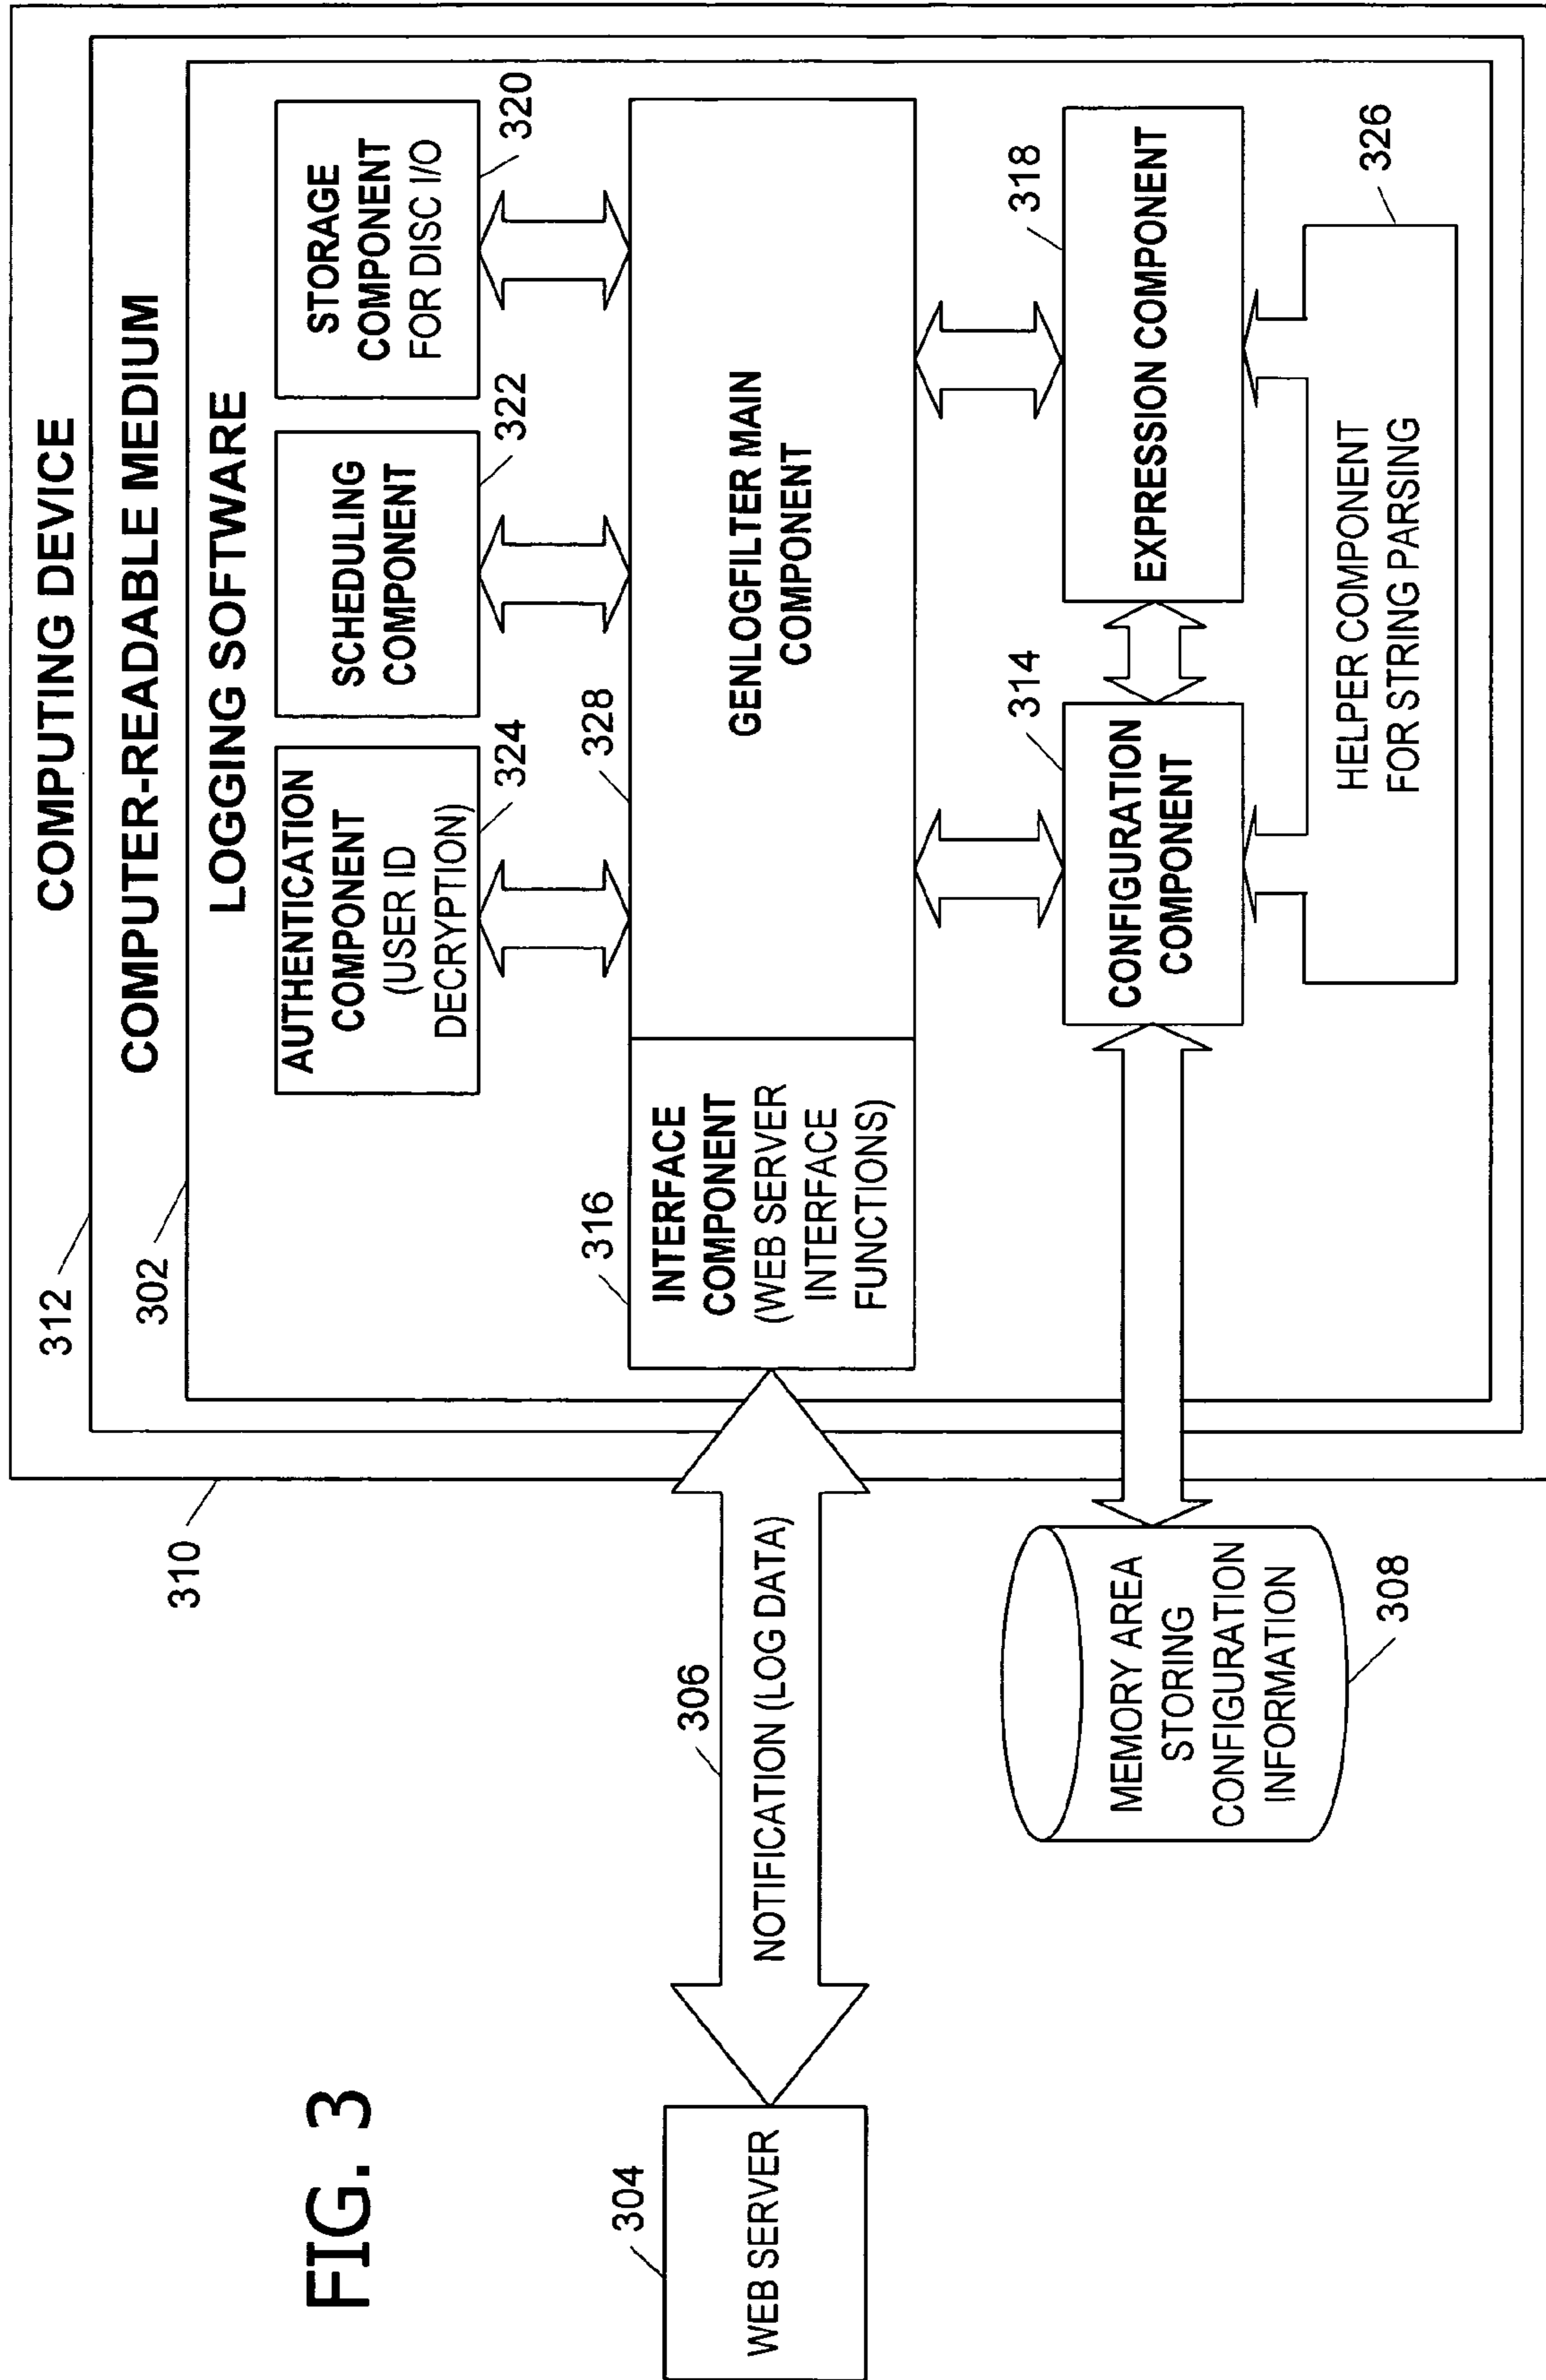 FIG. 3
COMPUTING DEVICE
312
COMPUTER-READABLE MEDIUM
302
LOGGING SOFTWARE
AUTHENTICATION
COMPONENT
(USER ID
DECRYPTION)
324
SCHEDULING
COMPONENT
322
STORAGE
COMPONENT
FOR DISC I/O
320
310
304
WEB SERVER
306
NOTIFICATION (LOG DATA)
316
INTERFACE
COMPONENT
(WEB SERVER
INTERFACE
FUNCTIONS)
328
GENLOGFILTER MAIN
COMPONENT
MEMORY AREA
STORING
CONFIGURATION
INFORMATION
308
314
CONFIGURATION
COMPONENT
318
EXPRESSION COMPONENT
HELPER COMPONENT
FOR STRING PARSING
326